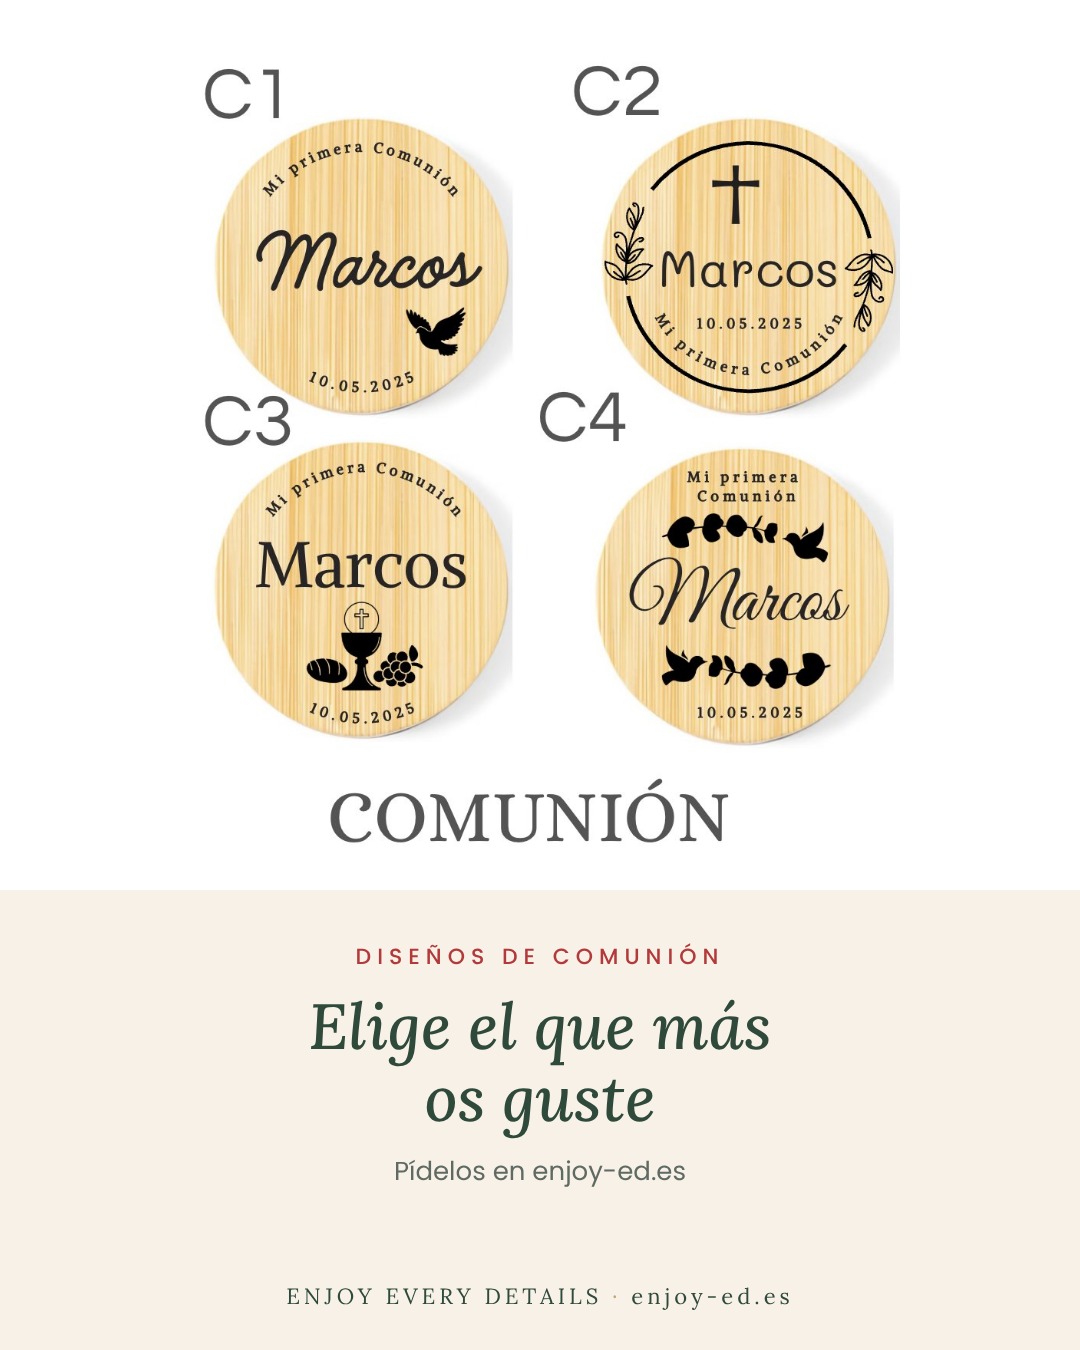 C1
Mi primera Comunión
Marcos
10.05.2025
C2
Marcos
10.05.2025
Mi primera Comunión
C3
Mi primera Comunión
Marcos
10.05.2025
C4
Mi primera
Comunión
Marcos
10.05.2025
COMUNIÓN
DISEÑOS DE COMUNIÓN
Elige el que más
os guste
Pídelos en enjoy-ed.es
ENJOY EVERY DETAILS · enjoy-ed.es